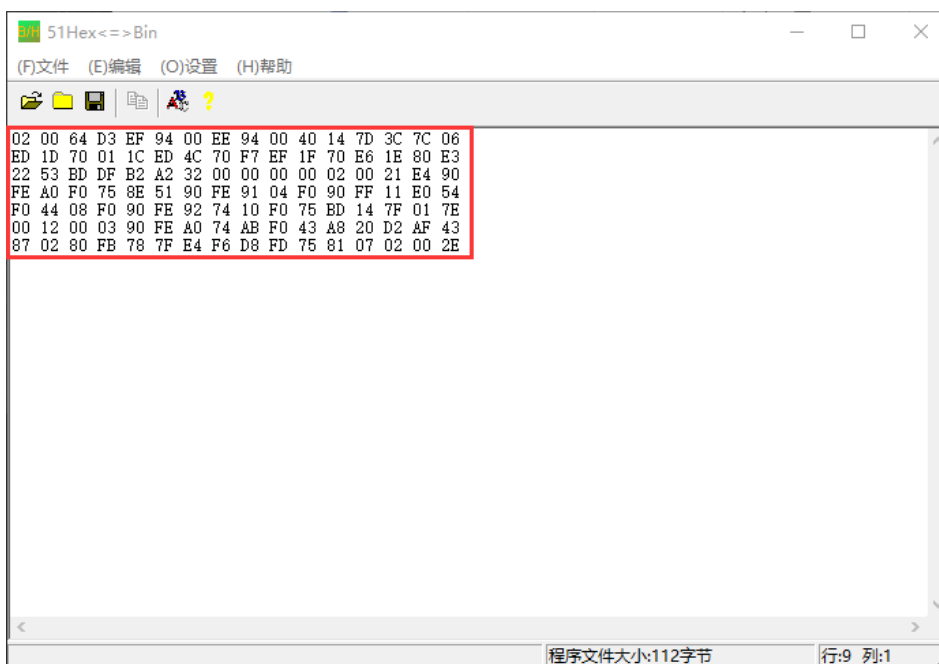 B/H 51Hex<=>Bin
(F)文件 (E)编辑 (O)设置 (H)帮助
02 00 64 D3 EF 94 00 EE 94 00 40 14 7D 3C 7C 06
ED 1D 70 01 1C ED 4C 70 F7 EF 1F 70 E6 1E 80 E3
22 53 BD DF B2 A2 32 00 00 00 00 02 00 21 E4 90
FE A0 F0 75 8E 51 90 FE 91 04 F0 90 FF 11 E0 54
F0 44 08 F0 90 FE 92 74 10 F0 75 BD 14 7F 01 7E
00 12 00 03 90 FE A0 74 AB F0 43 A8 20 D2 AF 43
87 02 80 FB 78 7F E4 F6 D8 FD 75 81 07 02 00 2E
程序文件大小:112字节 行:9 列:1